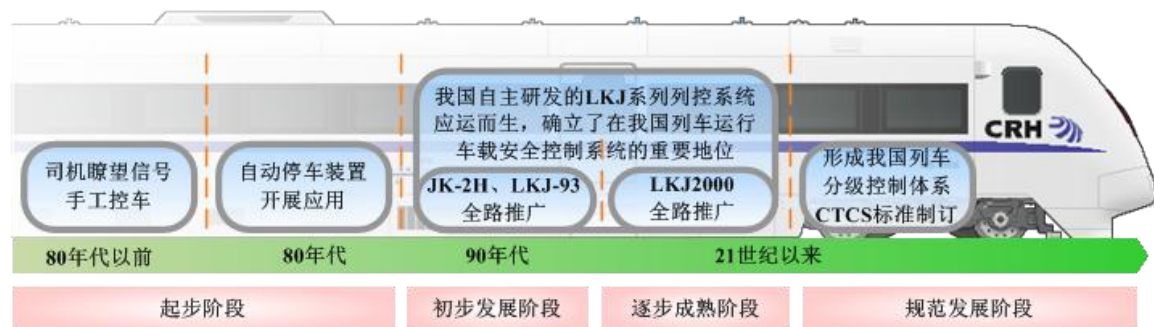 我国自主研发的LKJ系列列控系统
应运而生，确立了在我国列车运行
车载安全控制系统的重要地位
CRH
司机瞭望信号
手工控车
自动停车装置
开展应用
JK-2H、LKJ-93
全路推广
LKJ2000
全路推广
形成我国列车
分级控制体系
CTCS标准制订
80年代以前
80年代
90年代
21世纪以来
起步阶段
初步发展阶段
逐步成熟阶段
规范发展阶段